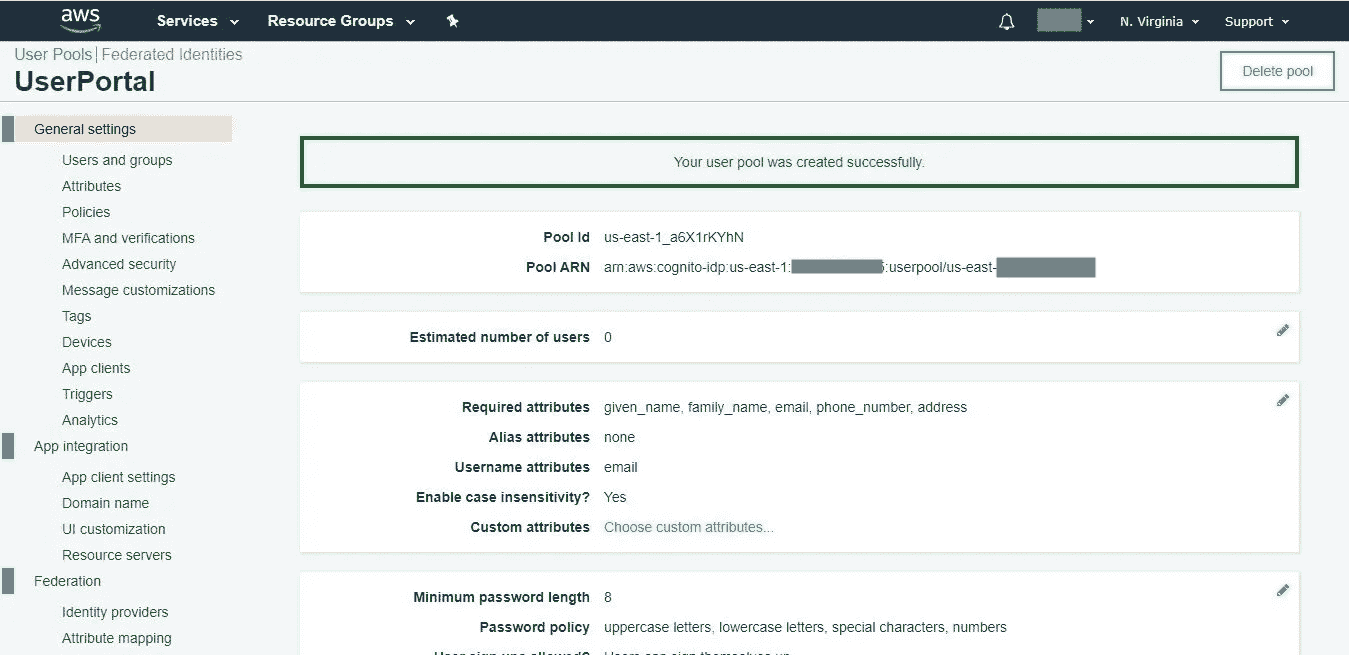 aws Services Resource Groups N. Virginia Support
User Pools | Federated Identities
UserPortal
Delete pool
General settings
Users and groups
Attributes
Policies
MFA and verifications
Advanced security
Message customizations
Tags
Devices
App clients
Triggers
Analytics
App integration
App client settings
Domain name
UI customization
Resource servers
Federation
Identity providers
Attribute mapping
Your user pool was created successfully.
Pool Id us-east-1_a6X1rKYhN
Pool ARN arn:aws:cognito-idp:us-east-1: :userpool/us-east-
Estimated number of users 0
Required attributes given_name, family_name, email, phone_number, address
Alias attributes none
Username attributes email
Enable case insensitivity? Yes
Custom attributes Choose custom attributes...
Minimum password length 8
Password policy uppercase letters, lowercase letters, special characters, numbers